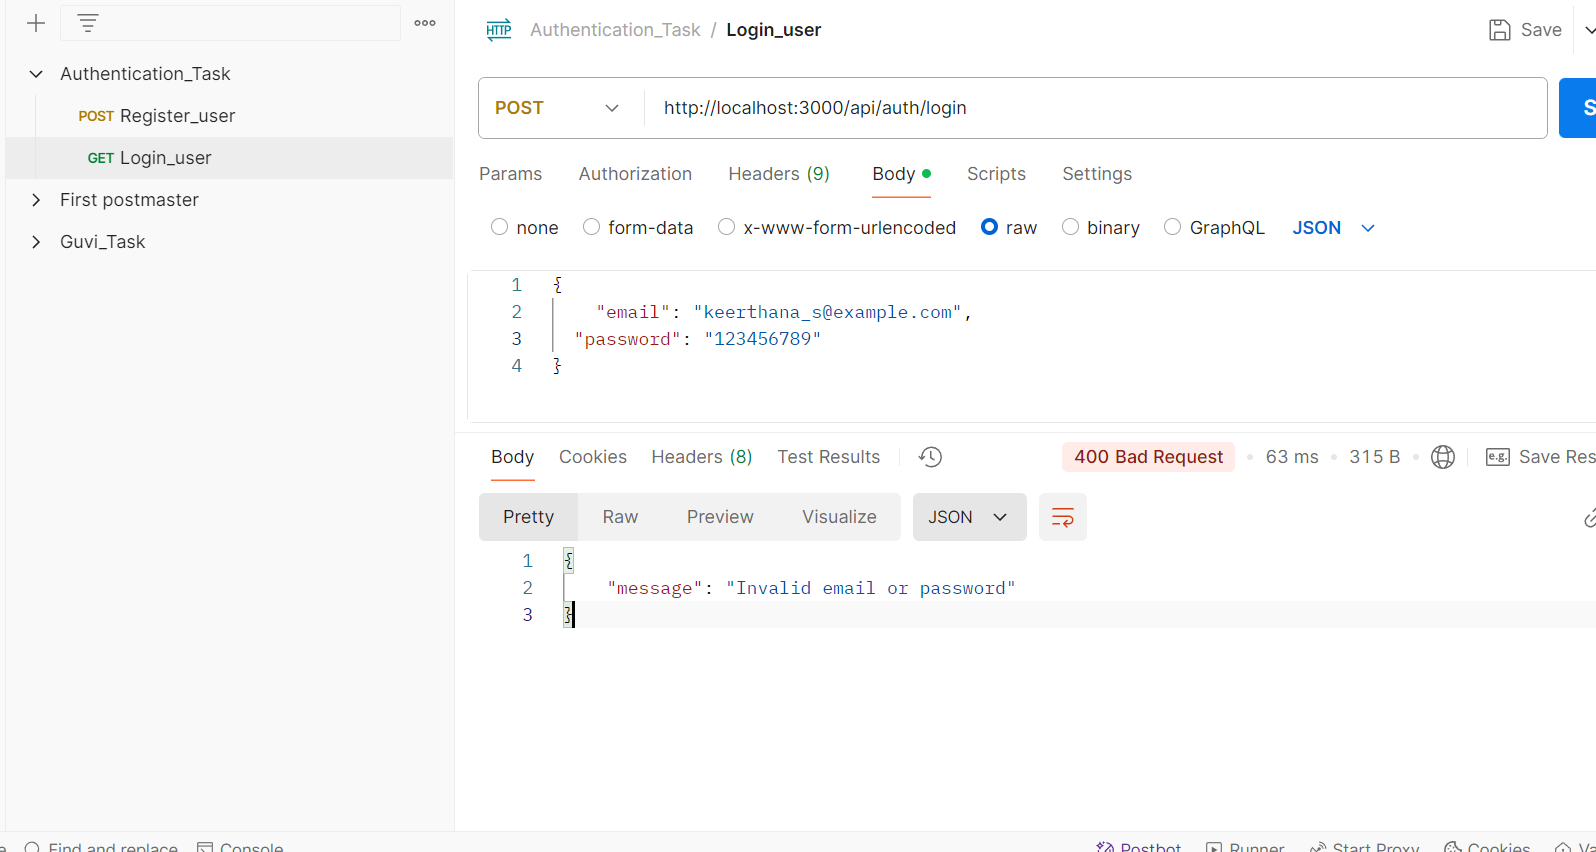 Authentication_Task
POST Register_user
GET Login_user
First postmaster
Guvi_Task
HTTP Authentication_Task / Login_user
Save
POST http://localhost:3000/api/auth/login
Params Authorization Headers (9) Body Scripts Settings
none form-data x-www-form-urlencoded raw binary GraphQL JSON
1 {
2 "email": "keerthana_s@example.com",
3 "password": "123456789"
4 }
Body Cookies Headers (8) Test Results 400 Bad Request 63 ms 315 B e.g. Save Res
Pretty Raw Preview Visualize JSON
1 {
2 "message": "Invalid email or password"
3 }
Find and replace Console Postbot Runner Start Proxy Cookies Va